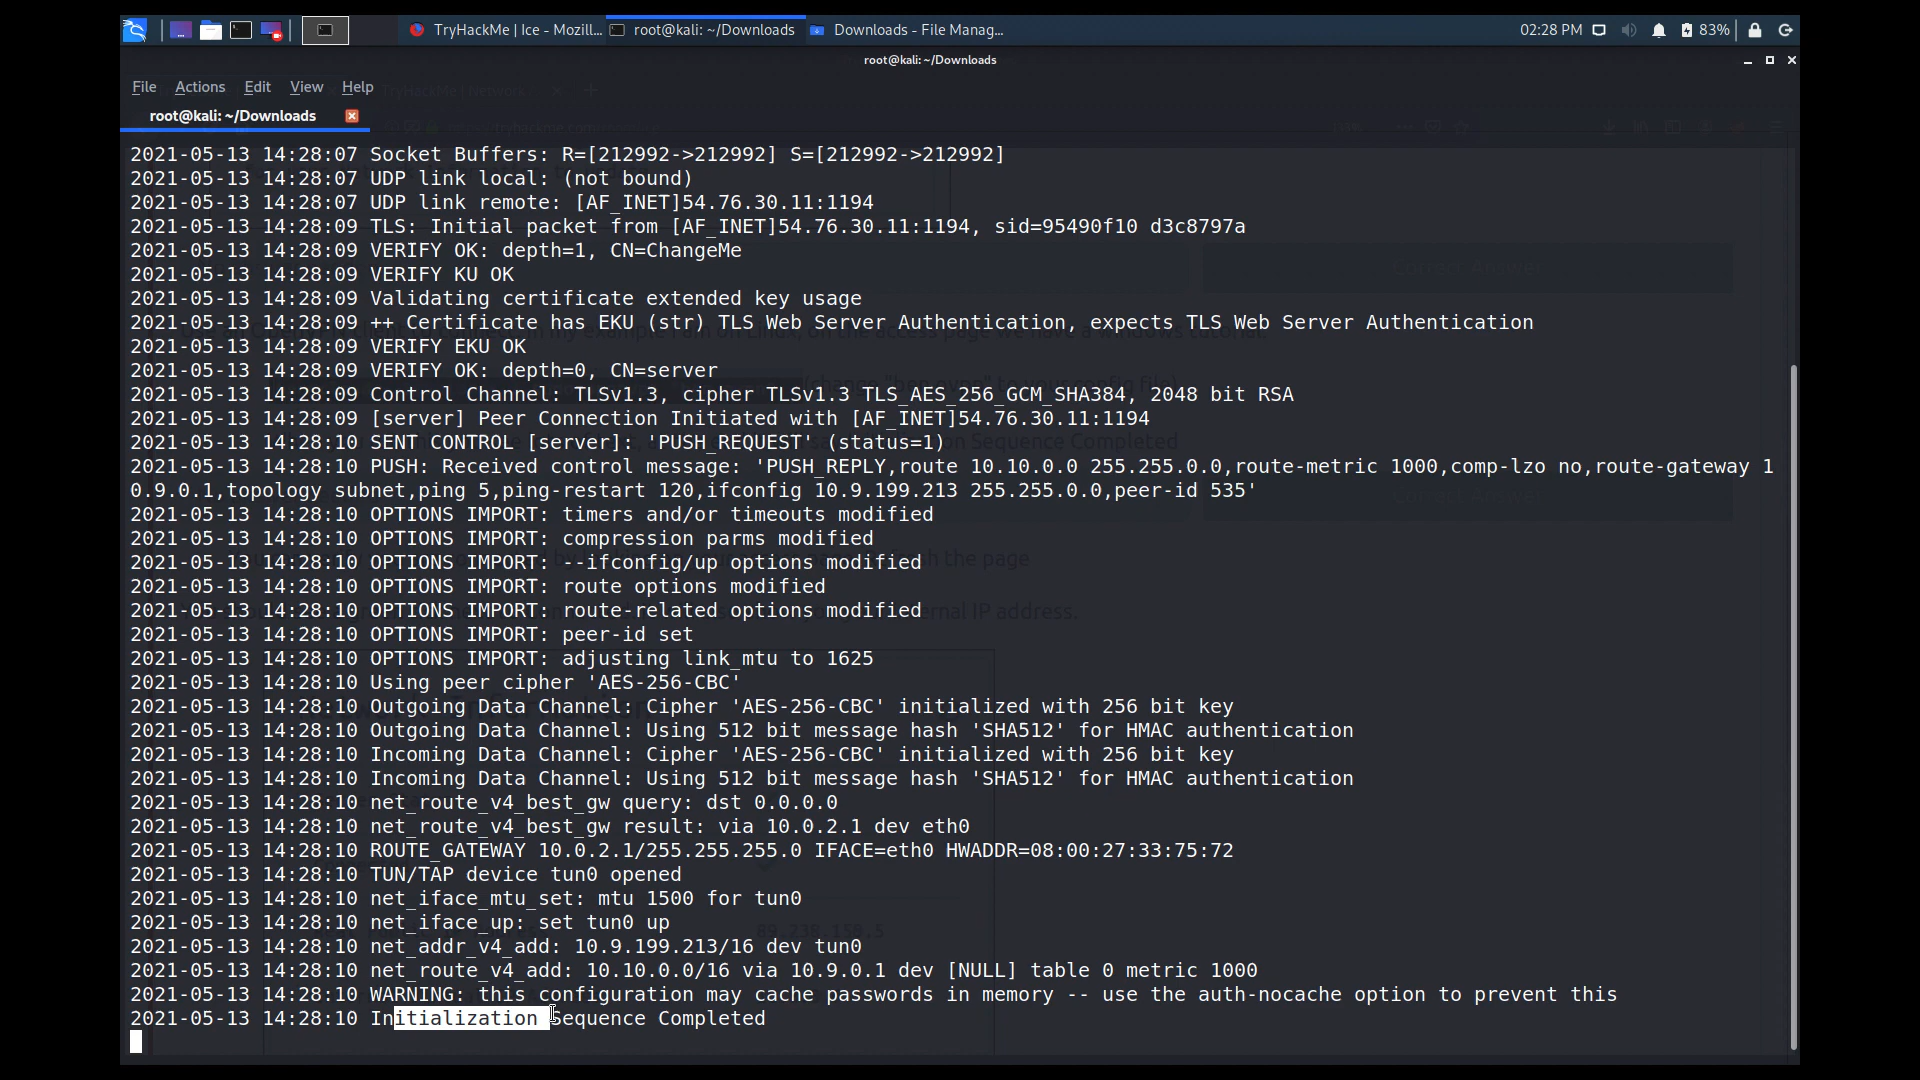 TryHackMe | Ice - Mozill...
root@kali: ~/Downloads
Downloads - File Manag...
02:28 PM
83%
root@kali: ~/Downloads
File Actions Edit View Help
root@kali: ~/Downloads
2021-05-13 14:28:07 Socket Buffers: R=[212992->212992] S=[212992->212992]
2021-05-13 14:28:07 UDP link local: (not bound)
2021-05-13 14:28:07 UDP link remote: [AF_INET]54.76.30.11:1194
2021-05-13 14:28:09 TLS: Initial packet from [AF_INET]54.76.30.11:1194, sid=95490f10 d3c8797a
2021-05-13 14:28:09 VERIFY OK: depth=1, CN=ChangeMe
2021-05-13 14:28:09 VERIFY KU OK
2021-05-13 14:28:09 Validating certificate extended key usage
2021-05-13 14:28:09 ++ Certificate has EKU (str) TLS Web Server Authentication, expects TLS Web Server Authentication
2021-05-13 14:28:09 VERIFY EKU OK
2021-05-13 14:28:09 VERIFY OK: depth=0, CN=server
2021-05-13 14:28:09 Control Channel: TLSv1.3, cipher TLSv1.3 TLS_AES_256_GCM_SHA384, 2048 bit RSA
2021-05-13 14:28:09 [server] Peer Connection Initiated with [AF_INET]54.76.30.11:1194
2021-05-13 14:28:10 SENT CONTROL [server]: 'PUSH_REQUEST' (status=1)
2021-05-13 14:28:10 PUSH: Received control message: 'PUSH_REPLY,route 10.10.0.0 255.255.0.0,route-metric 1000,comp-lzo no,route-gateway 1
0.9.0.1,topology subnet,ping 5,ping-restart 120,ifconfig 10.9.199.213 255.255.0.0,peer-id 535'
2021-05-13 14:28:10 OPTIONS IMPORT: timers and/or timeouts modified
2021-05-13 14:28:10 OPTIONS IMPORT: compression parms modified
2021-05-13 14:28:10 OPTIONS IMPORT: --ifconfig/up options modified
2021-05-13 14:28:10 OPTIONS IMPORT: route options modified
2021-05-13 14:28:10 OPTIONS IMPORT: route-related options modified
2021-05-13 14:28:10 OPTIONS IMPORT: peer-id set
2021-05-13 14:28:10 OPTIONS IMPORT: adjusting link_mtu to 1625
2021-05-13 14:28:10 Using peer cipher 'AES-256-CBC'
2021-05-13 14:28:10 Outgoing Data Channel: Cipher 'AES-256-CBC' initialized with 256 bit key
2021-05-13 14:28:10 Outgoing Data Channel: Using 512 bit message hash 'SHA512' for HMAC authentication
2021-05-13 14:28:10 Incoming Data Channel: Cipher 'AES-256-CBC' initialized with 256 bit key
2021-05-13 14:28:10 Incoming Data Channel: Using 512 bit message hash 'SHA512' for HMAC authentication
2021-05-13 14:28:10 net_route_v4_best_gw query: dst 0.0.0.0
2021-05-13 14:28:10 net_route_v4_best_gw result: via 10.0.2.1 dev eth0
2021-05-13 14:28:10 ROUTE_GATEWAY 10.0.2.1/255.255.255.0 IFACE=eth0 HWADDR=08:00:27:33:75:72
2021-05-13 14:28:10 TUN/TAP device tun0 opened
2021-05-13 14:28:10 net_iface_mtu_set: mtu 1500 for tun0
2021-05-13 14:28:10 net_iface_up: set tun0 up
2021-05-13 14:28:10 net_addr_v4_add: 10.9.199.213/16 dev tun0
2021-05-13 14:28:10 net_route_v4_add: 10.10.0.0/16 via 10.9.0.1 dev [NULL] table 0 metric 1000
2021-05-13 14:28:10 WARNING: this configuration may cache passwords in memory -- use the auth-nocache option to prevent this
2021-05-13 14:28:10 Initialization Sequence Completed